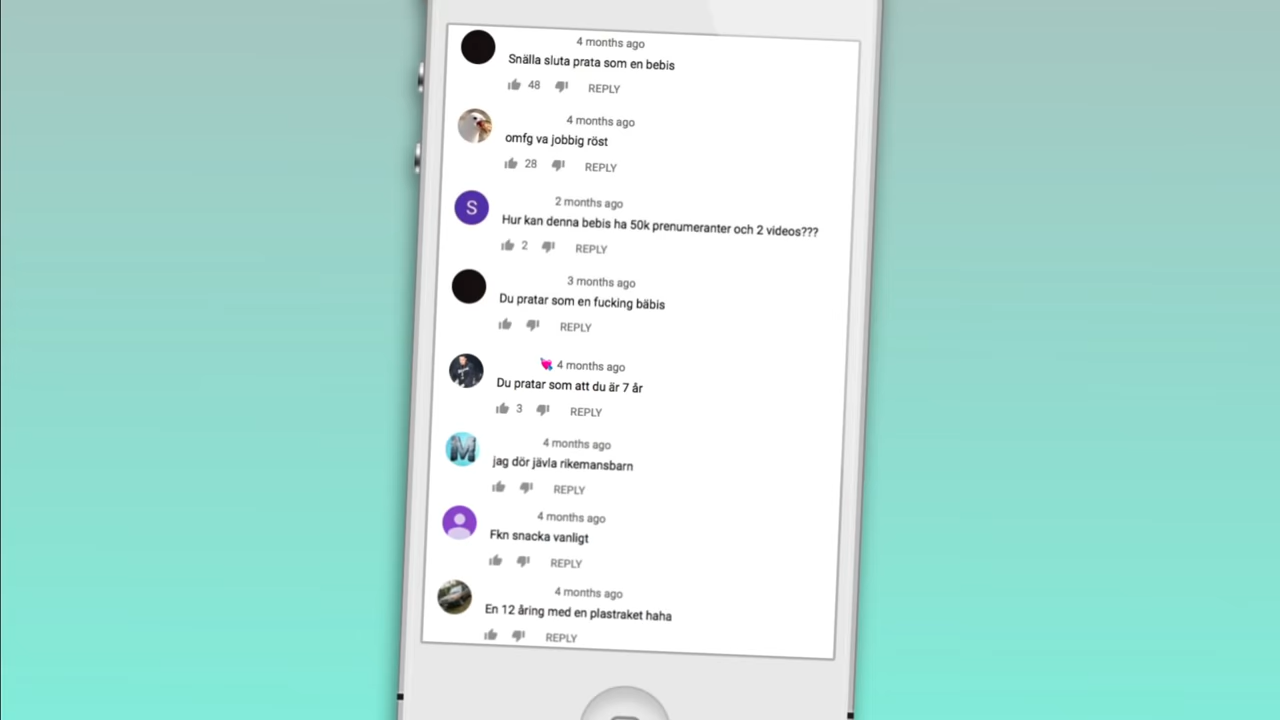 4 months ago
Snälla sluta prata som en bebis
48 REPLY
4 months ago
omfg va jobbig röst
28 REPLY
S
2 months ago
Hur kan denna bebis ha 50k prenumeranter och 2 videos???
2 REPLY
3 months ago
Du pratar som en fucking bäbis
REPLY
💘 4 months ago
Du pratar som att du är 7 år
3 REPLY
M
4 months ago
jag dör jävla rikemansbarn
REPLY
4 months ago
Fkn snacka vanligt
REPLY
4 months ago
En 12 åring med en plastraket haha
REPLY